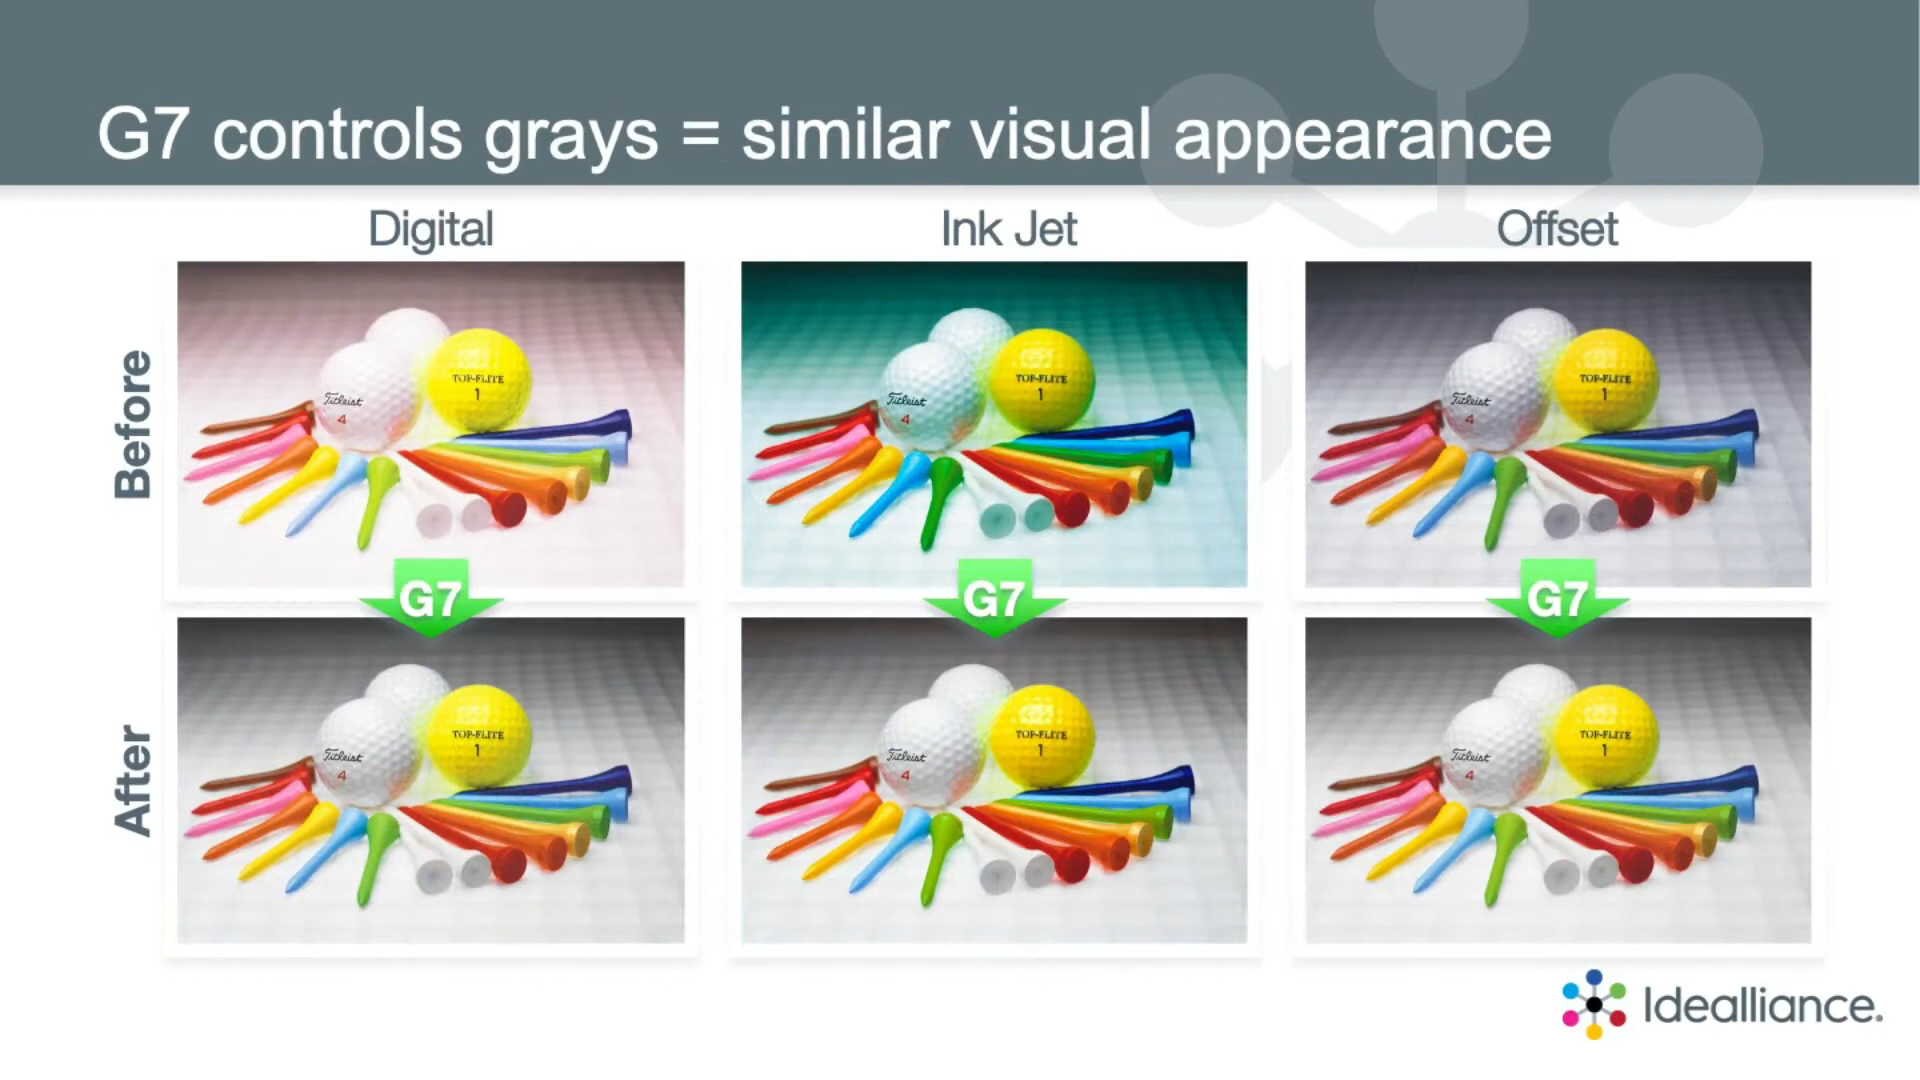 G7 controls grays = similar visual appearance
Digital
Ink Jet
Offset
Before
Titleist
4
TOP-FLITE
1
Titleist
4
TOP-FLITE
1
Titleist
4
TOP-FLITE
1
G7
G7
G7
After
Titleist
4
TOP-FLITE
1
Titleist
4
TOP-FLITE
1
Titleist
4
TOP-FLITE
1
Idealliance.